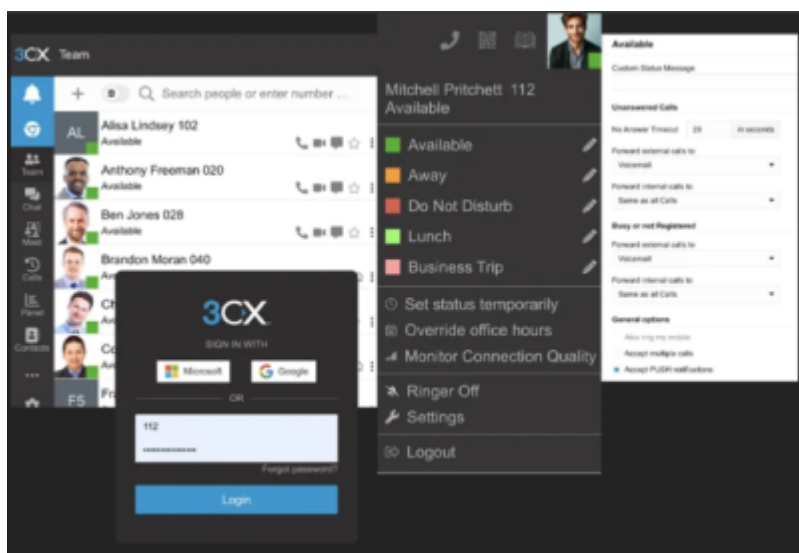 3CX Team
Search people or enter number ...
AL
Alisa Lindsey 102
Available
Anthony Freeman 020
Available
Ben Jones 028
Available
Brandon Moran 040
Team
Chat
Meet
Calls
Panel
Contacts
...
F5
3CX
SIGN IN WITH
Microsoft
Google
OR
112
Forgot password?
Login
Mitchell Pritchett 112
Available
Available
Away
Do Not Disturb
Lunch
Business Trip
Set status temporarily
Override office hours
Monitor Connection Quality
Ringer Off
Settings
Logout
Available
Custom Status Message
Unanswered Calls
No Answer Timeout
in seconds
Forward external calls to
Voicemail
Forward internal calls to
Same as all Calls
Busy or not Registered
Forward external calls to
Voicemail
Forward internal calls to
Same as all Calls
General options
Also ring my mobile
Accept multiple calls
Accept PUSH notifications